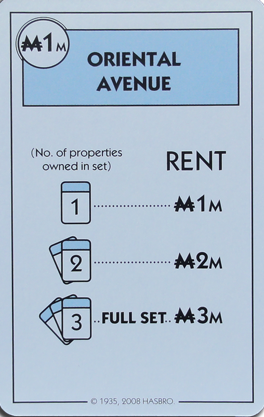 ₩1M
ORIENTAL
AVENUE
(No. of properties
owned in set)
RENT
1 ₩1M
2 ₩2M
3 FULL SET ₩3M
© 1935, 2008 HASBRO.